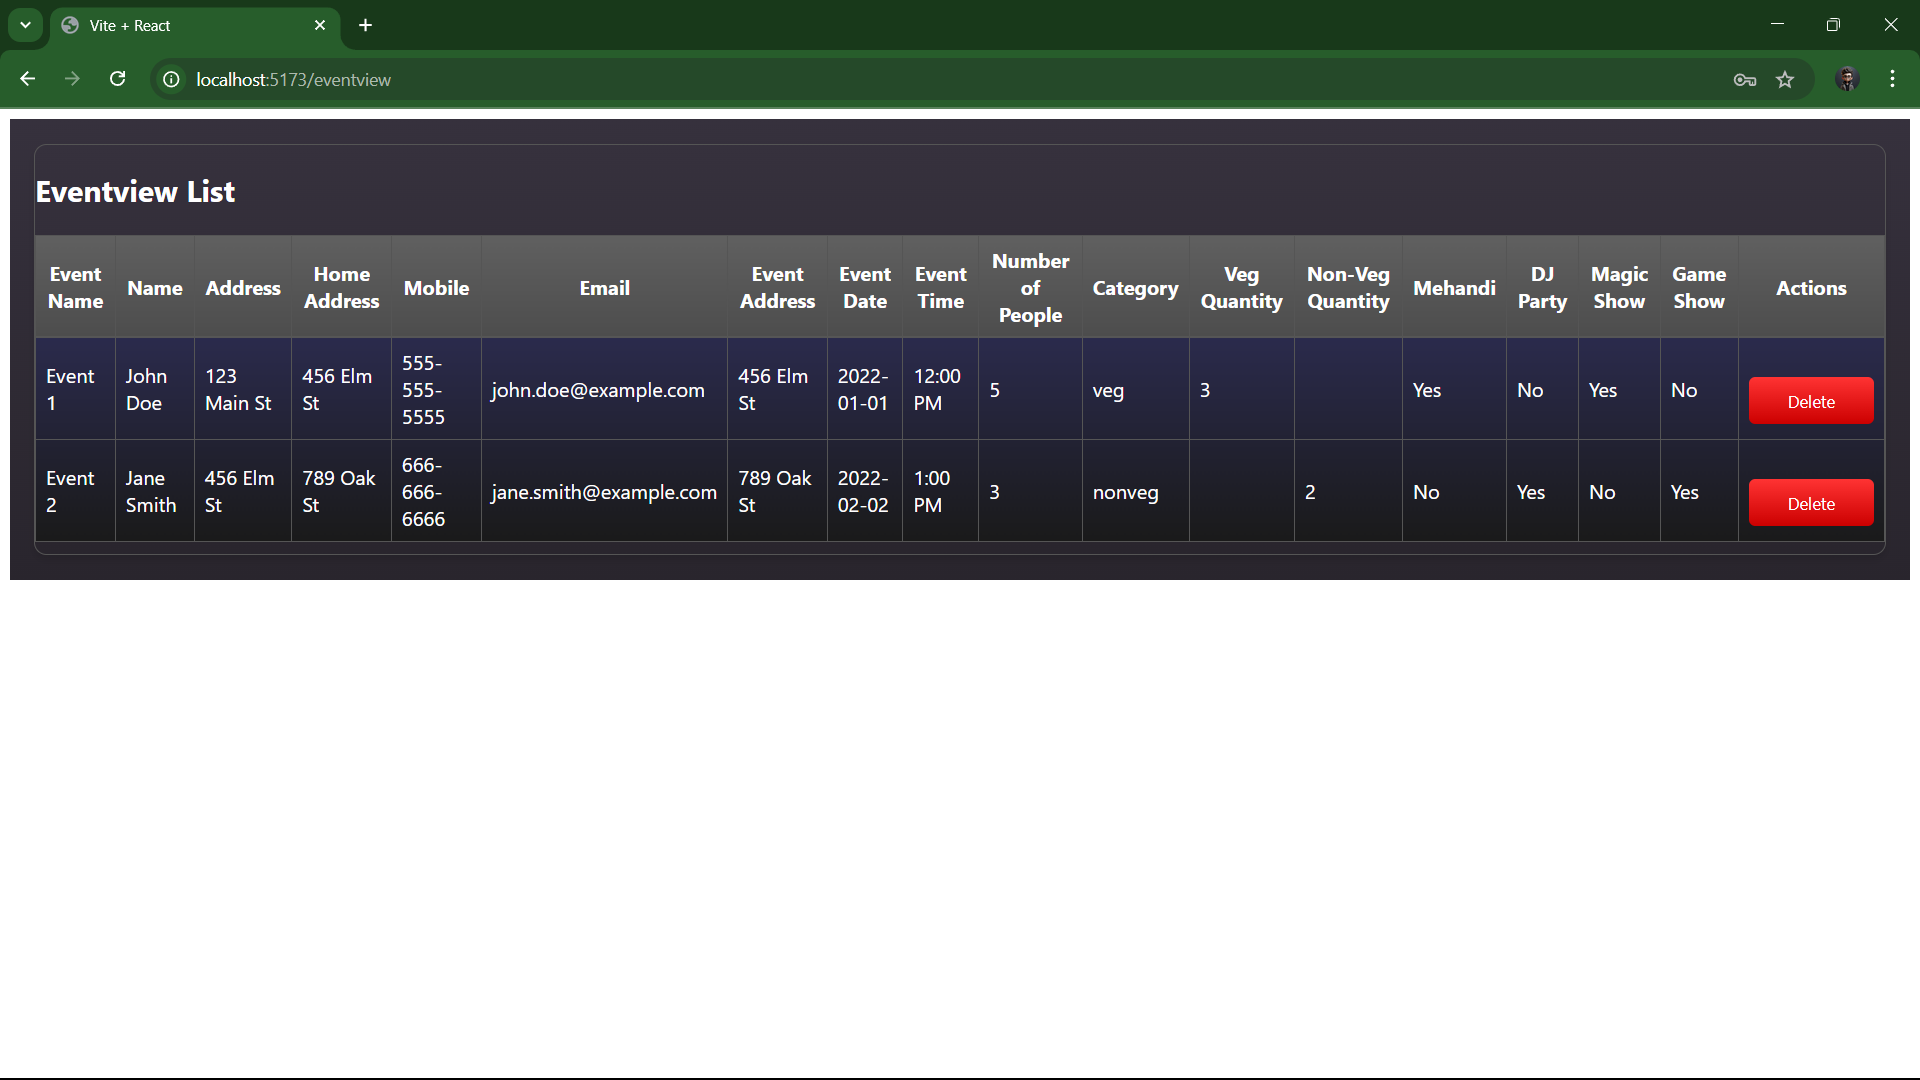 Vite + React
localhost:5173/eventview
Eventview List
Event Name Name Address Home Address Mobile Email Event Address Event Date Event Time Number of People Category Veg Quantity Non-Veg Quantity Mehandi DJ Party Magic Show Game Show Actions
Event 1 John Doe 123 Main St 456 Elm St 555-555-5555 john.doe@example.com 456 Elm St 2022-01-01 12:00 PM 5 veg 3 Yes No Yes No Delete
Event 2 Jane Smith 456 Elm St 789 Oak St 666-666-6666 jane.smith@example.com 789 Oak St 2022-02-02 1:00 PM 3 nonveg 2 No Yes No Yes Delete